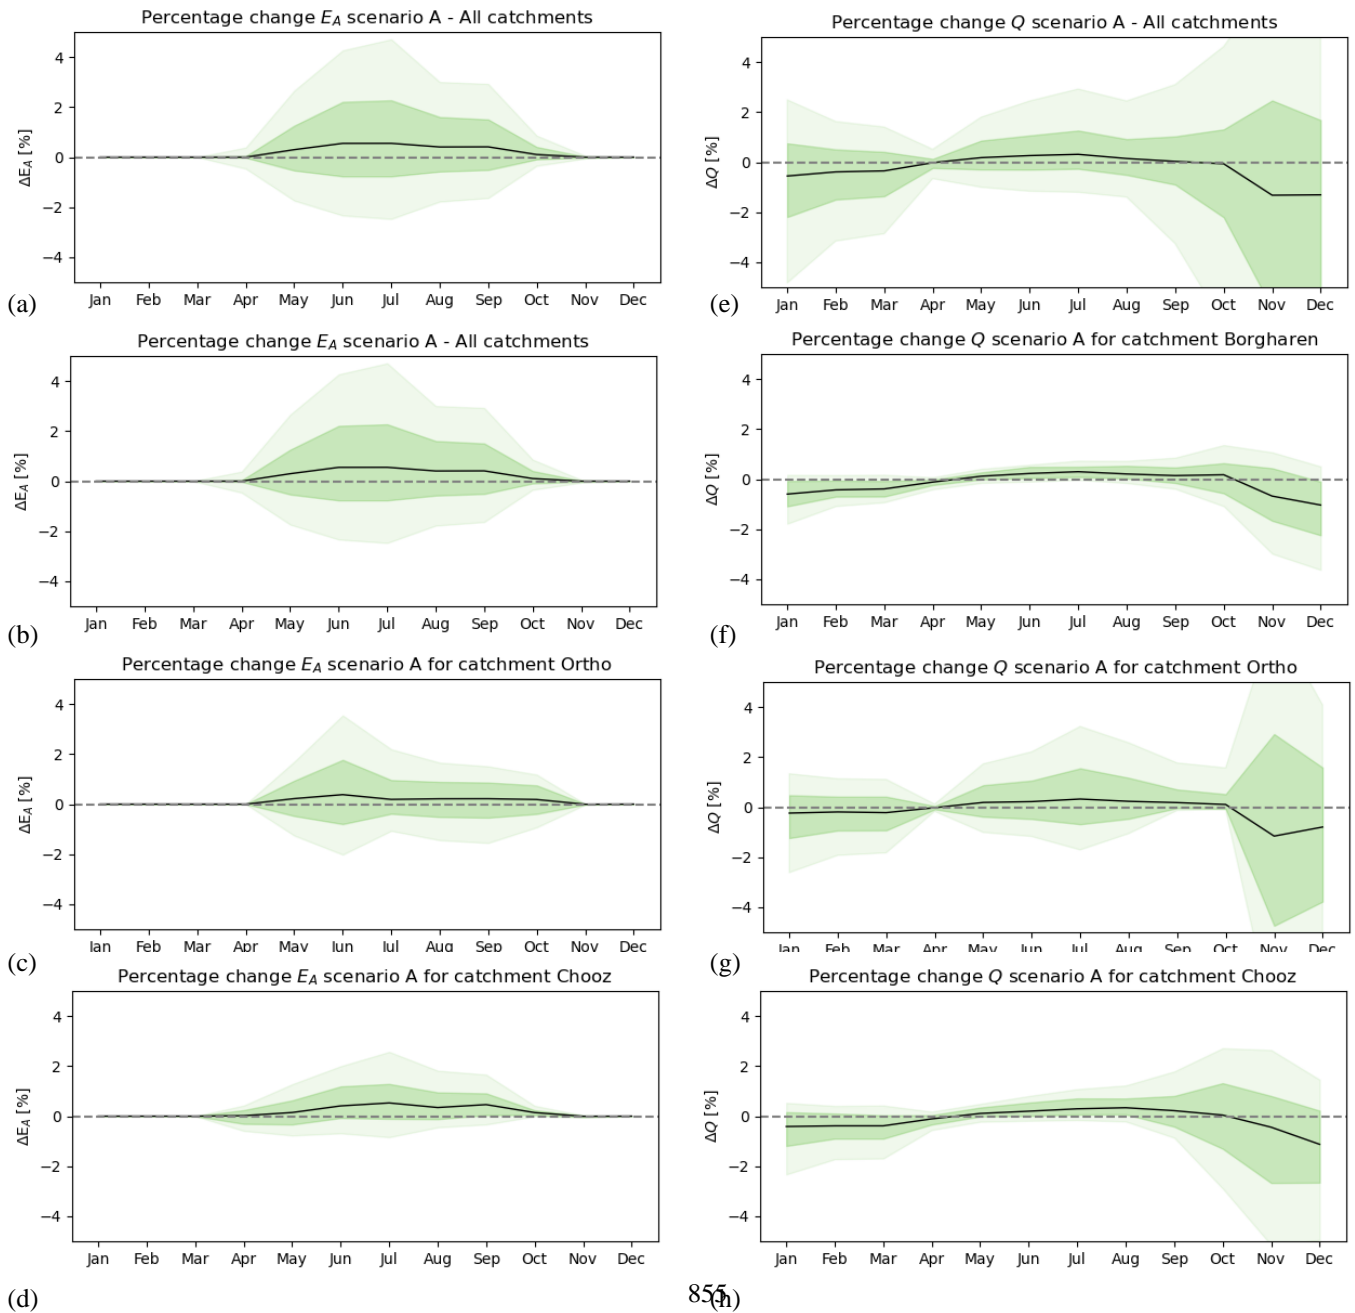 Percentage change E_A scenario A - All catchments
4
2
0
−2
−4
ΔE_A [%]
Jan Feb Mar Apr May Jun Jul Aug Sep Oct Nov Dec
(a)
Percentage change Q scenario A - All catchments
4
2
0
−2
−4
ΔQ [%]
Jan Feb Mar Apr May Jun Jul Aug Sep Oct Nov Dec
(e)
Percentage change E_A scenario A - All catchments
4
2
0
−2
−4
ΔE_A [%]
Jan Feb Mar Apr May Jun Jul Aug Sep Oct Nov Dec
(b)
Percentage change Q scenario A for catchment Borgharen
4
2
0
−2
−4
ΔQ [%]
Jan Feb Mar Apr May Jun Jul Aug Sep Oct Nov Dec
(f)
Percentage change E_A scenario A for catchment Ortho
4
2
0
−2
−4
ΔE_A [%]
Jan Feb Mar Apr May Jun Jul Aug Sep Oct Nov Dec
(c)
Percentage change Q scenario A for catchment Ortho
4
2
0
−2
−4
ΔQ [%]
Jan Feb Mar Apr May Jun Jul Aug Sep Oct Nov Dec
(g)
Percentage change E_A scenario A for catchment Chooz
4
2
0
−2
−4
ΔE_A [%]
Jan Feb Mar Apr May Jun Jul Aug Sep Oct Nov Dec
(d)
Percentage change Q scenario A for catchment Chooz
4
2
0
−2
−4
ΔQ [%]
Jan Feb Mar Apr May Jun Jul Aug Sep Oct Nov Dec
855
(h)